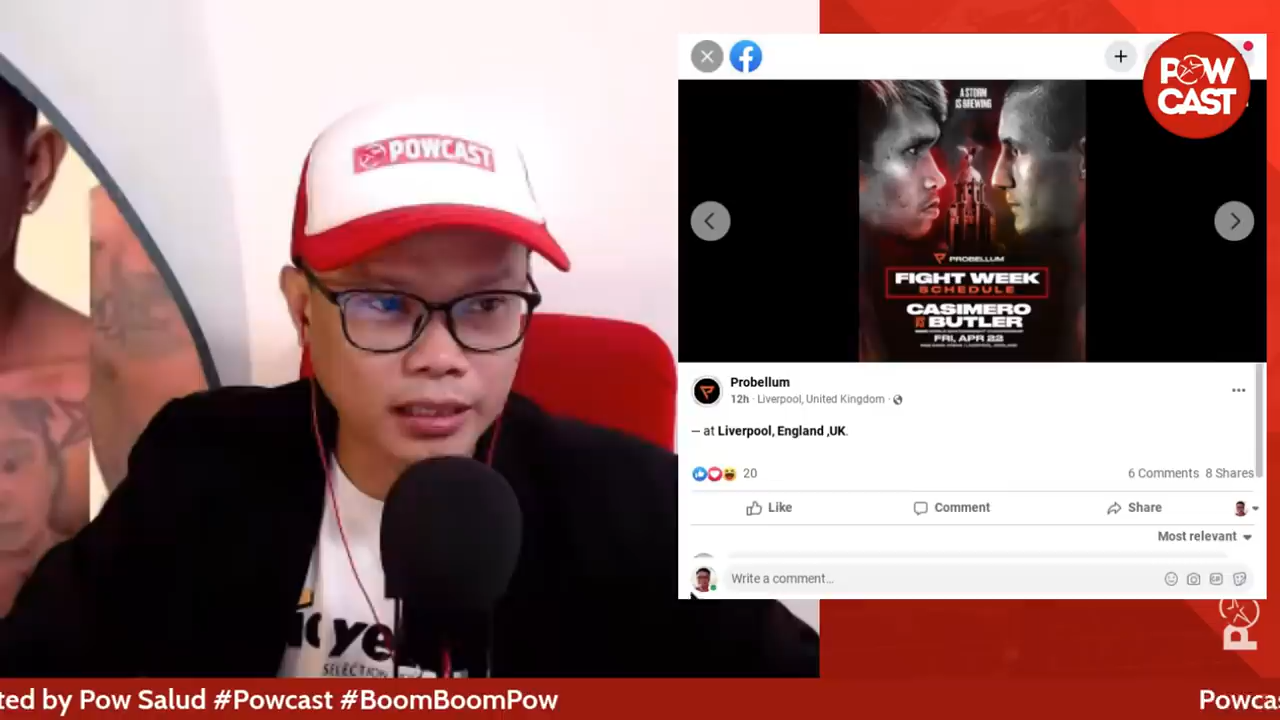 POWCAST
A STORM
IS BREWING
PROBELLUM
FIGHT WEEK
SCHEDULE
CASIMERO
VS BUTLER
FRI, APR 22
POW
CAST
Probellum
12h · Liverpool, United Kingdom ·
— at Liverpool, England ,UK.
20
6 Comments 8 Shares
Like
Comment
Share
Most relevant
Write a comment…
SELECTION
ted by Pow Salud #Powcast #BoomBoomPow
Powcas